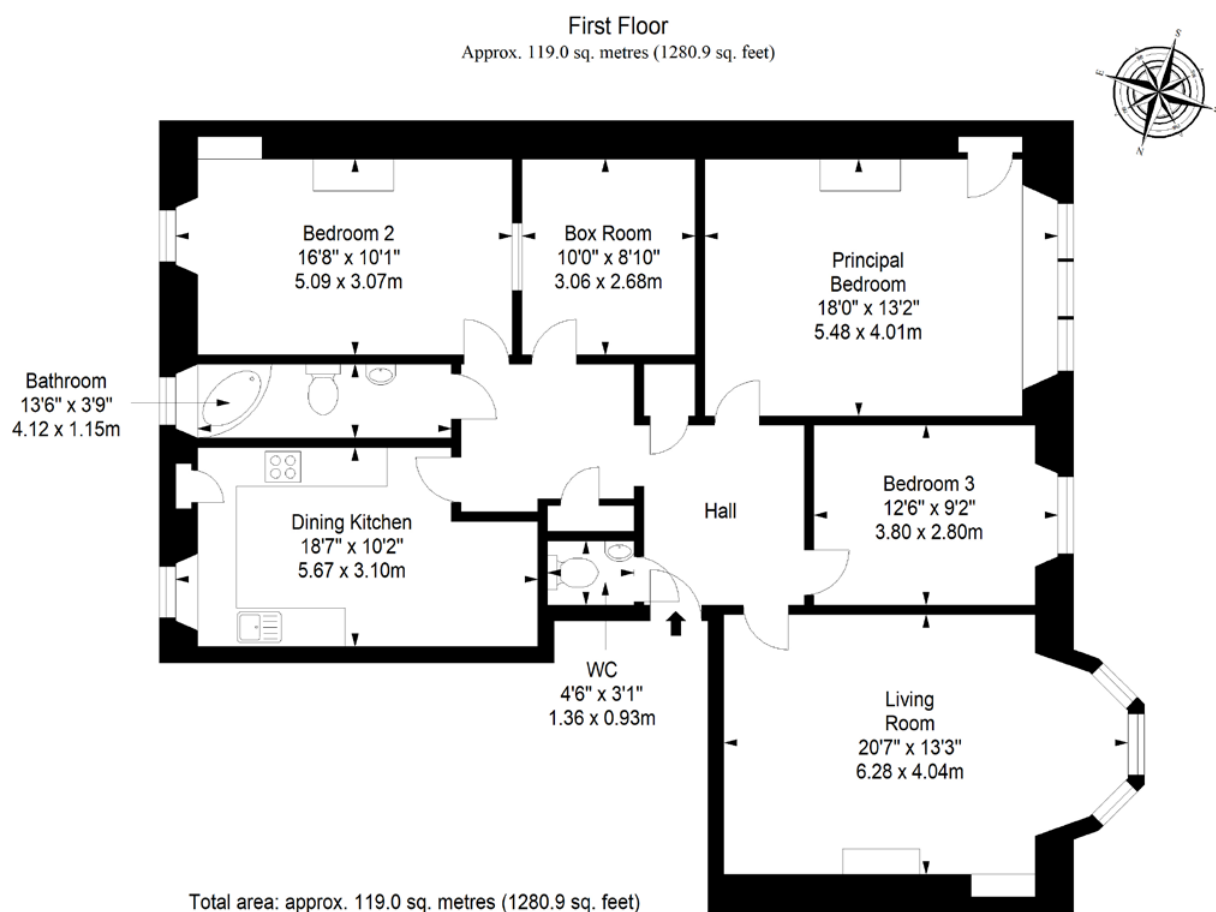 First Floor
Approx. 119.0 sq. metres (1280.9 sq. feet)
S
E
N
Bedroom 2
16'8" x 10'1"
5.09 x 3.07m
Box Room
10'0" x 8'10"
3.06 x 2.68m
Principal
Bedroom
18'0" x 13'2"
5.48 x 4.01m
Bathroom
13'6" x 3'9"
4.12 x 1.15m
Dining Kitchen
18'7" x 10'2"
5.67 x 3.10m
Hall
Bedroom 3
12'6" x 9'2"
3.80 x 2.80m
WC
4'6" x 3'1"
1.36 x 0.93m
Living
Room
20'7" x 13'3"
6.28 x 4.04m
Total area: approx. 119.0 sq. metres (1280.9 sq. feet)